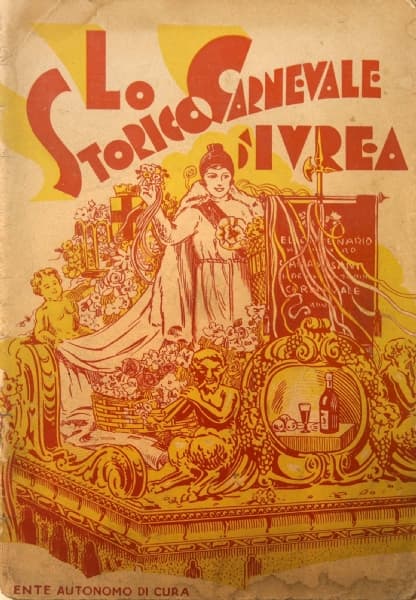 LO
STORICO CARNEVALE
D'IVREA
ENTE AUTONOMO DI CURA